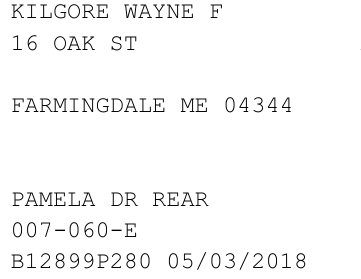 KILGORE WAYNE F
16 OAK ST
FARMINGDALE ME 04344
PAMELA DR REAR
007-060-E
B12899P280 05/03/2018